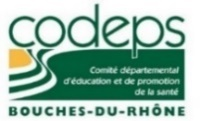 codeps
Comité départemental
d'éducation et de promotion
de la santé
BOUCHES-DU-RHÔNE